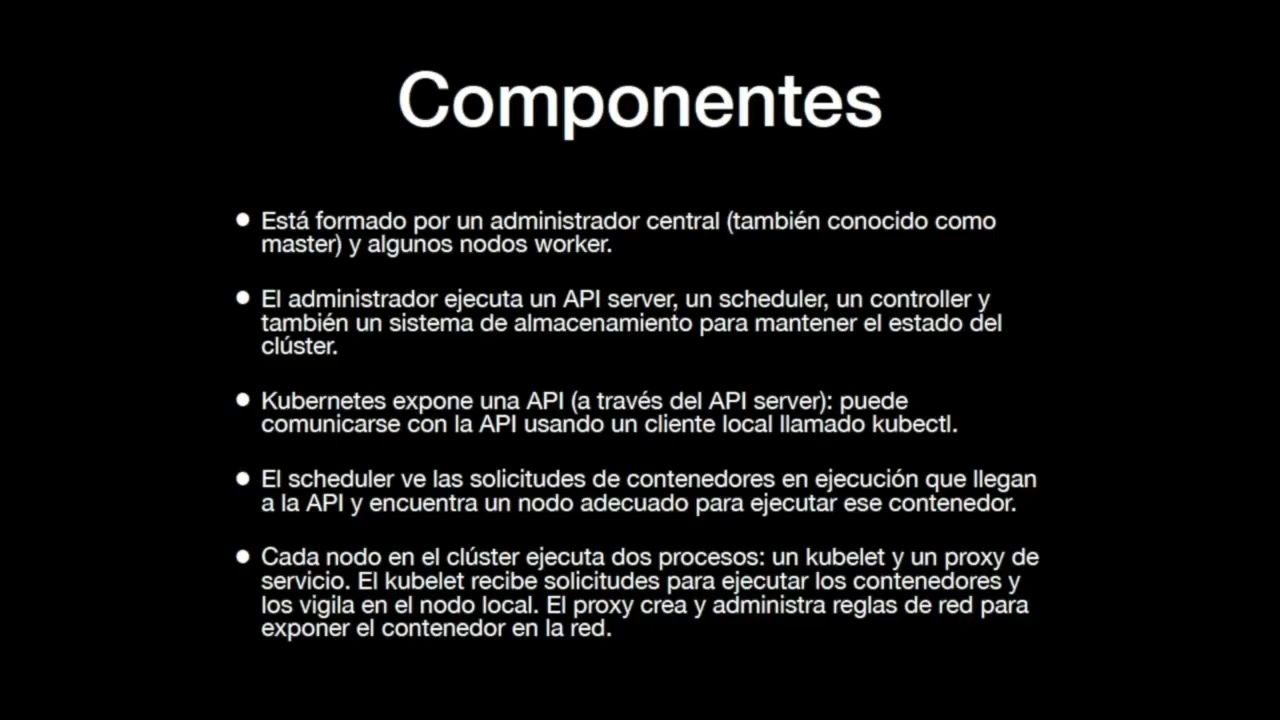 Componentes
● Está formado por un administrador central (también conocido como
master) y algunos nodos worker.
● El administrador ejecuta un API server, un scheduler, un controller y
también un sistema de almacenamiento para mantener el estado del
clúster.
● Kubernetes expone una API (a través del API server): puede
comunicarse con la API usando un cliente local llamado kubectl.
● El scheduler ve las solicitudes de contenedores en ejecución que llegan
a la API y encuentra un nodo adecuado para ejecutar ese contenedor.
● Cada nodo en el clúster ejecuta dos procesos: un kubelet y un proxy de
servicio. El kubelet recibe solicitudes para ejecutar los contenedores y
los vigila en el nodo local. El proxy crea y administra reglas de red para
exponer el contenedor en la red.